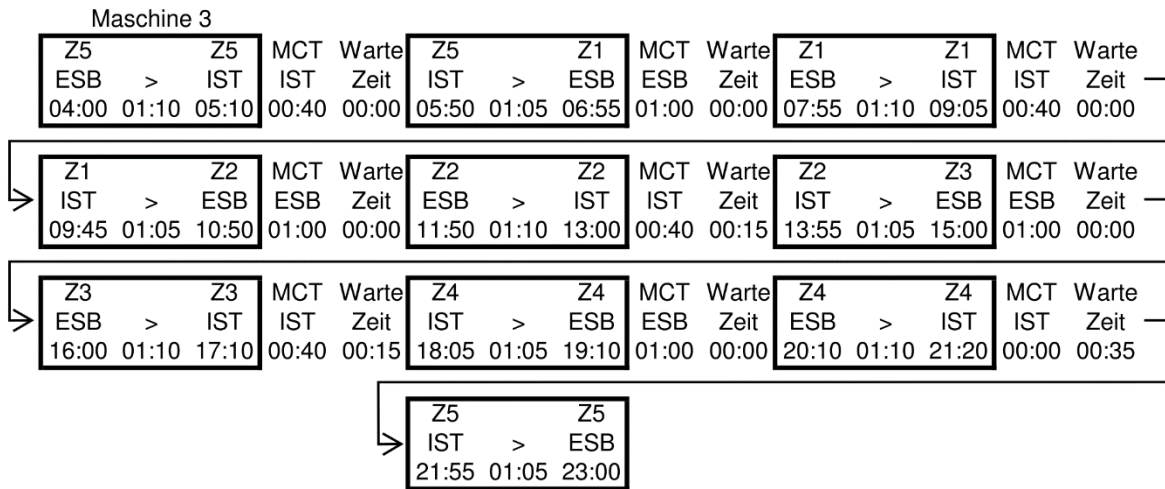 Maschine 3
Z5 Z5 MCT Warte Z5 Z1 MCT Warte Z1 Z1 MCT Warte
ESB > IST IST Zeit IST > ESB ESB Zeit ESB > IST IST Zeit
04:00 01:10 05:10 00:40 00:00 05:50 01:05 06:55 01:00 00:00 07:55 01:10 09:05 00:40 00:00
Z1 Z2 MCT Warte Z2 Z2 MCT Warte Z2 Z3 MCT Warte
IST > ESB ESB Zeit ESB > IST IST Zeit IST > ESB ESB Zeit
09:45 01:05 10:50 01:00 00:00 11:50 01:10 13:00 00:40 00:15 13:55 01:05 15:00 01:00 00:00
Z3 Z3 MCT Warte Z4 Z4 MCT Warte Z4 Z4 MCT Warte
ESB > IST IST Zeit IST > ESB ESB Zeit ESB > IST IST Zeit
16:00 01:10 17:10 00:40 00:15 18:05 01:05 19:10 01:00 00:00 20:10 01:10 21:20 00:00 00:35
Z5 Z5
IST > ESB
21:55 01:05 23:00